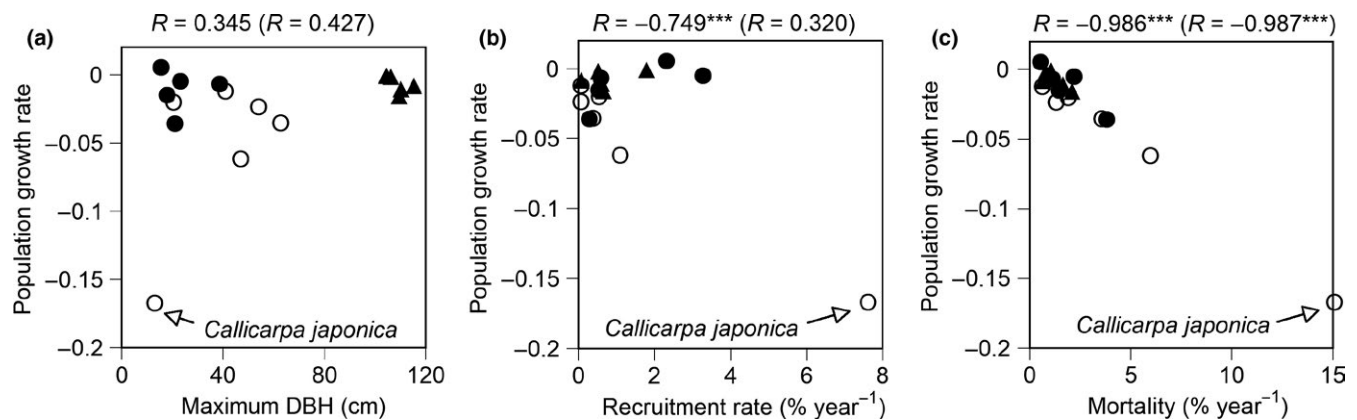 R = 0.345 (R = 0.427)
(a)
0
−0.05
−0.1
−0.15
−0.2
Population growth rate
Callicarpa japonica
0 40 80 120
Maximum DBH (cm)
R = −0.749*** (R = 0.320)
(b)
0
−0.05
−0.1
−0.15
−0.2
Population growth rate
Callicarpa japonica
0 2 4 6 8
Recruitment rate (% year⁻¹)
R = −0.986*** (R = −0.987***)
(c)
0
−0.05
−0.1
−0.15
−0.2
Population growth rate
Callicarpa japonica
0 5 10 15
Mortality (% year⁻¹)